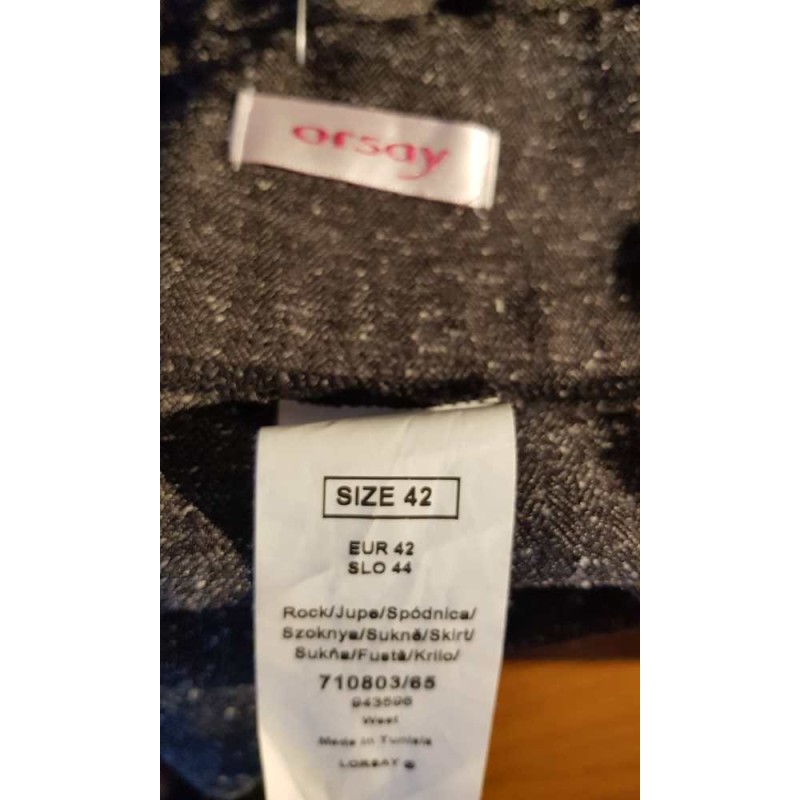 orsay
SIZE 42
EUR 42
SLO 44
Rock/Jupe/Spódnica/
Szoknya/Sukně/Skirt/
Sukňa/Fustă/Krilo/
710803/65
943596
West
Made in Tunisia